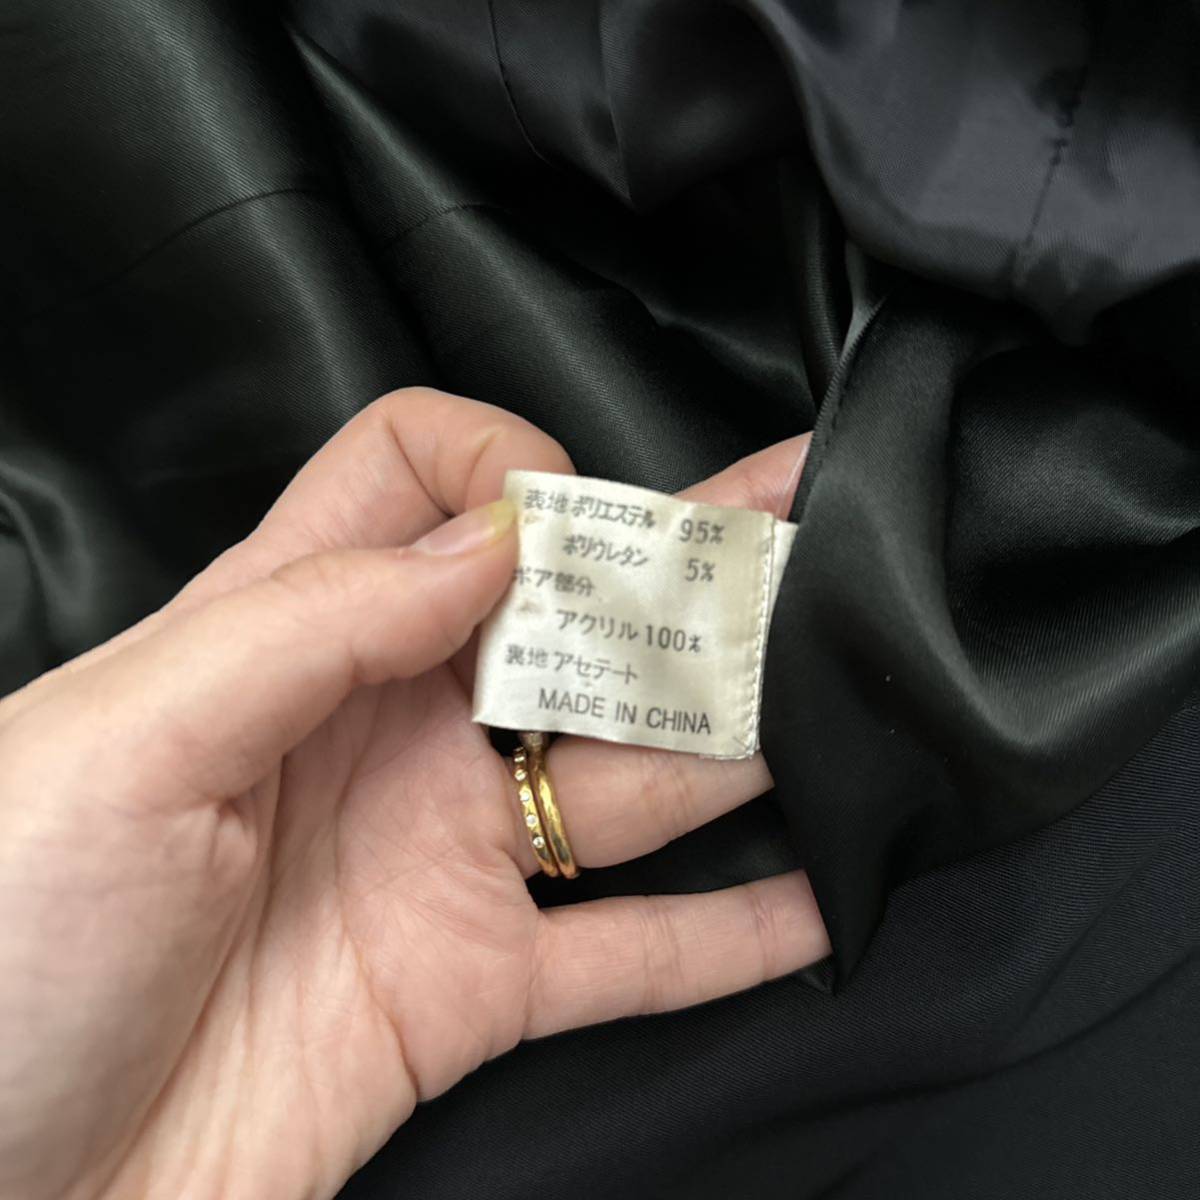 表地 ポリエステル 95%
ポリウレタン 5%
ボア部分
アクリル 100%
裏地 アセテート
MADE IN CHINA